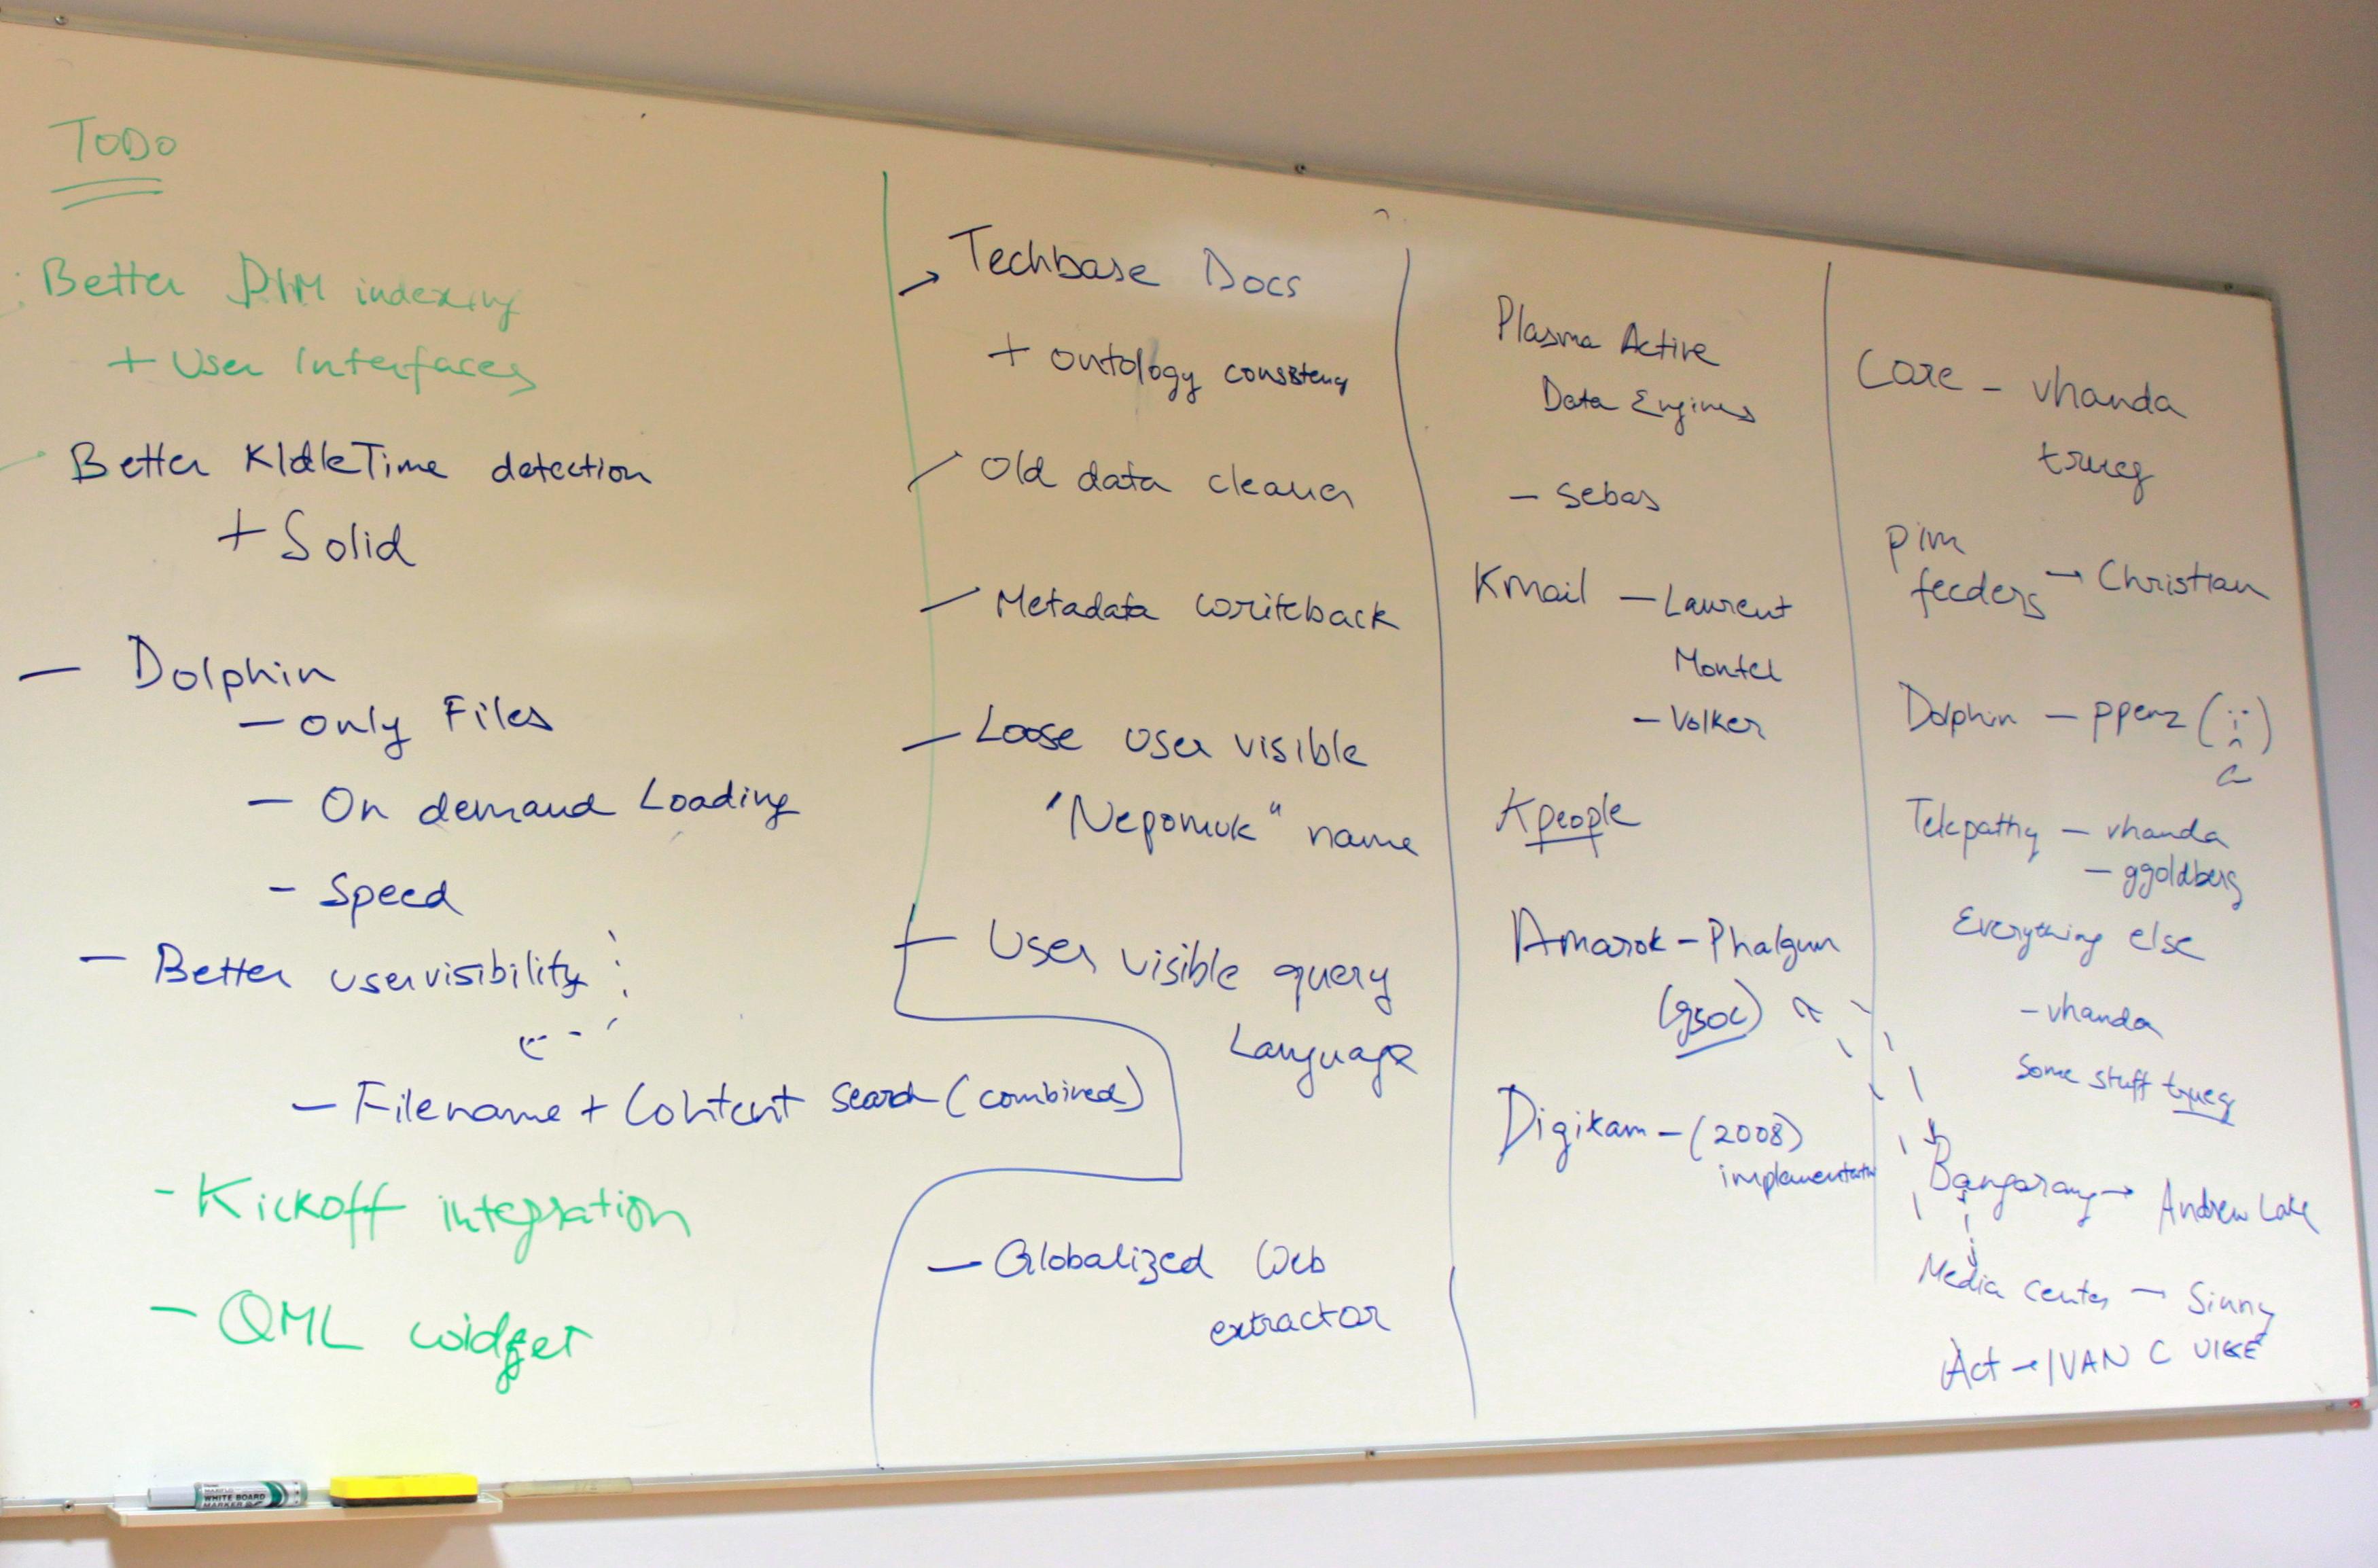 TODO
Better PIM indexing
+ User Interfaces
Better KIdleTime detection
+ Solid
- Dolphin
- only Files
- On demand Loading
- Speed
- Better uservisibility
- Filename + Content search (combined)
- Kickoff integration
- QML widget
→ Techbase Docs
+ ontology consistency
- Old data cleaner
- Metadata writeback
- Loose user visible
"Nepomuk" name
- User visible query
Language
- Globalized Web
extractor
Plasma Active
Data Engines
- sebas
Kmail - Laurent
Montel
- Volker
Kpeople
Amarok - Phalgun
(gsoc)
Digikam - (2008)
implementation
Core - vhanda
trueg
pim
feeders → Christian
Dolphin - ppenz
Telepathy - vhanda
- ggoldberg
Everything else
- vhanda
some stuff trueg
Bangarang → Andrew Lake
Media center → Sinny
Act → IVAN C
WHITE BOARD
MARKER